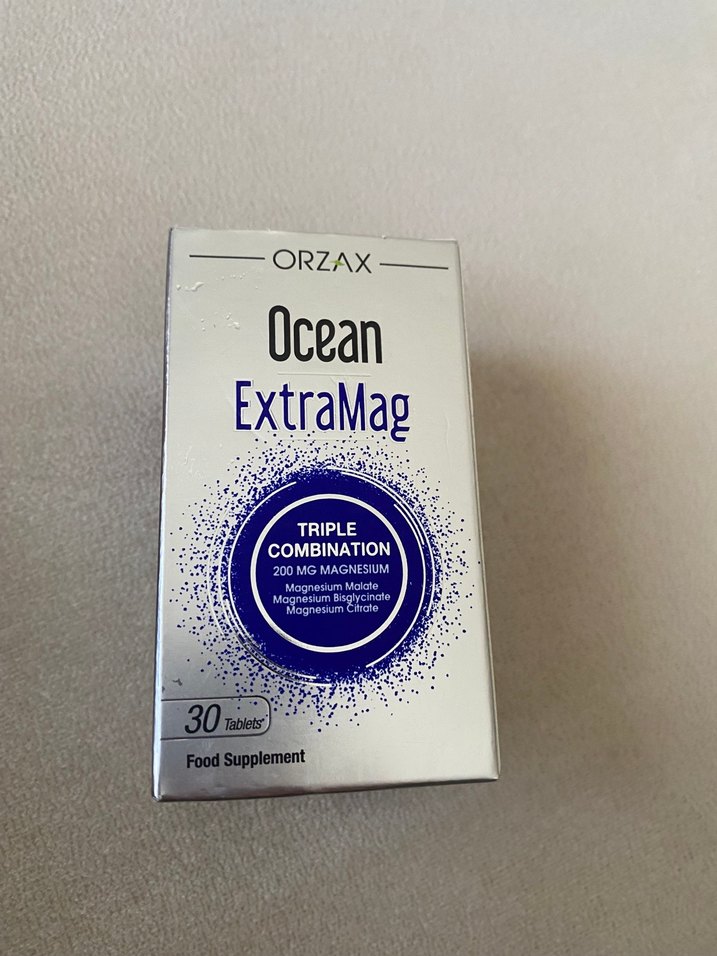 ORZAX
Ocean
ExtraMag
TRIPLE
COMBINATION
200 MG MAGNESIUM
Magnesium Malate
Magnesium Bisglycinate
Magnesium Citrate
30 Tablets
Food Supplement